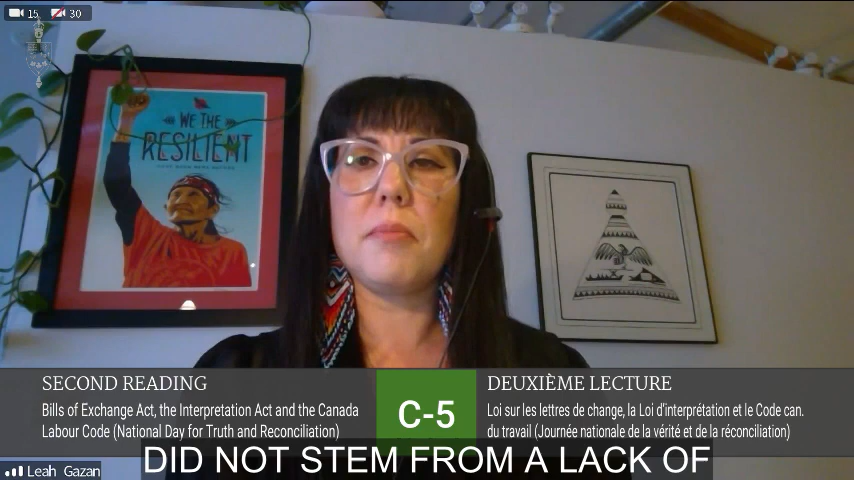 15 30
WE THE
RESILIENT
SECOND READING
Bills of Exchange Act, the Interpretation Act and the Canada
Labour Code (National Day for Truth and Reconciliation)
C-5
DEUXIÈME LECTURE
Loi sur les lettres de change, la Loi d'interprétation et le Code can.
du travail (Journée nationale de la vérité et de la réconciliation)
Leah Gazan
DID NOT STEM FROM A LACK OF